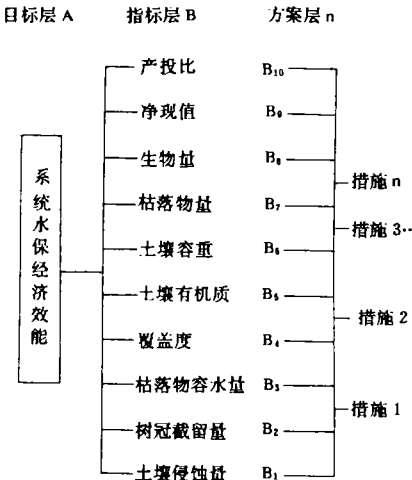 目标层 A 指标层 B 方案层 n
产投比 B₁₀
净现值 B₉
生物量 B₈
措施 n
枯落物量 B₇
措施 3··
土壤容重 B₆
系统水保经济效能
土壤有机质 B₅
措施 2
覆盖度 B₄
枯落物容水量 B₃
措施 1
树冠截留量 B₂
土壤侵蚀量 B₁